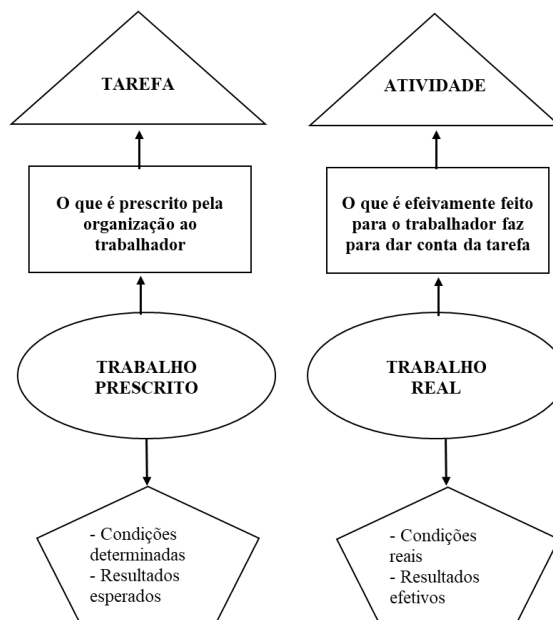 TAREFA
ATIVIDADE
O que é prescrito pela
organização ao
trabalhador
O que é efeivamente feito
para o trabalhador faz
para dar conta da tarefa
TRABALHO
PRESCRITO
TRABALHO
REAL
- Condições
determinadas
- Resultados
esperados
- Condições
reais
- Resultados
efetivos